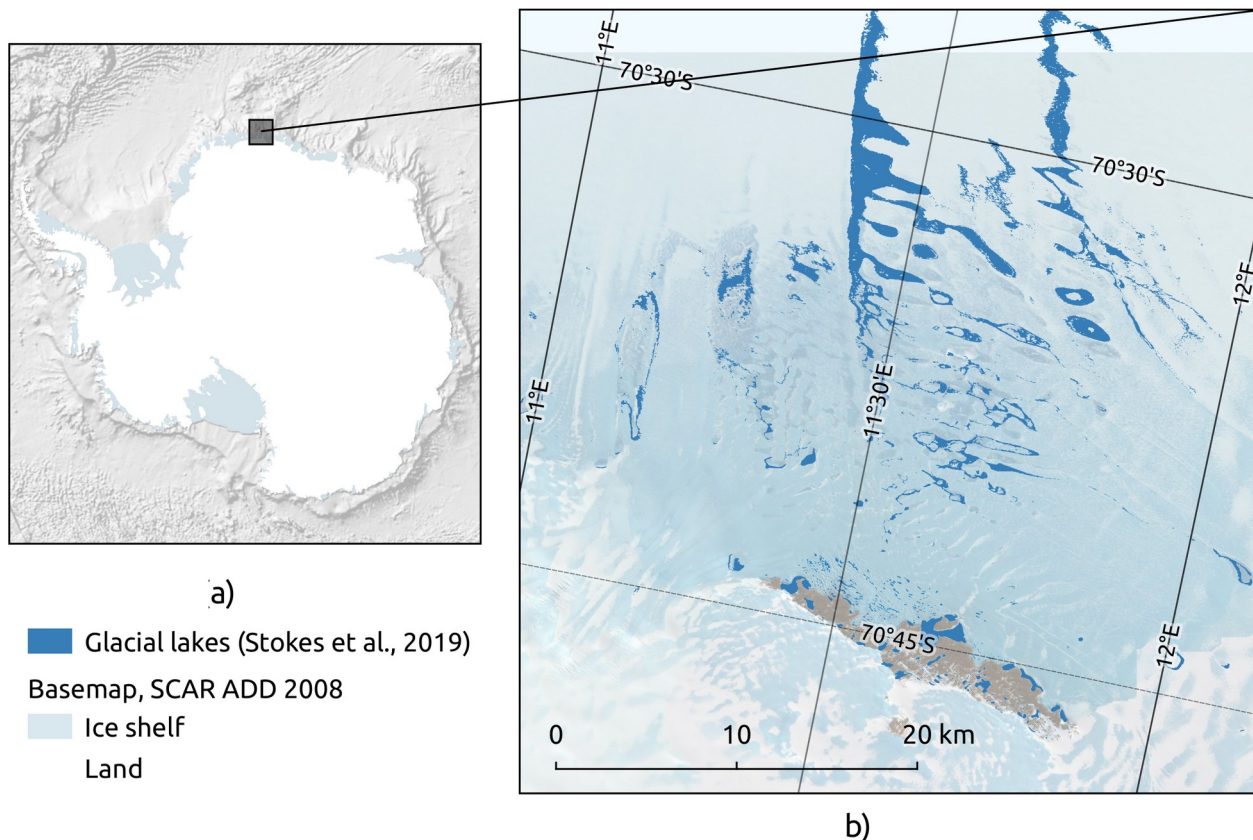 11°E
70°30'S
70°30'S
12°E
11°E
11°30'E
12°E
70°45'S
0 10 20 km
a)
Glacial lakes (Stokes et al., 2019)
Basemap, SCAR ADD 2008
Ice shelf
Land
b)